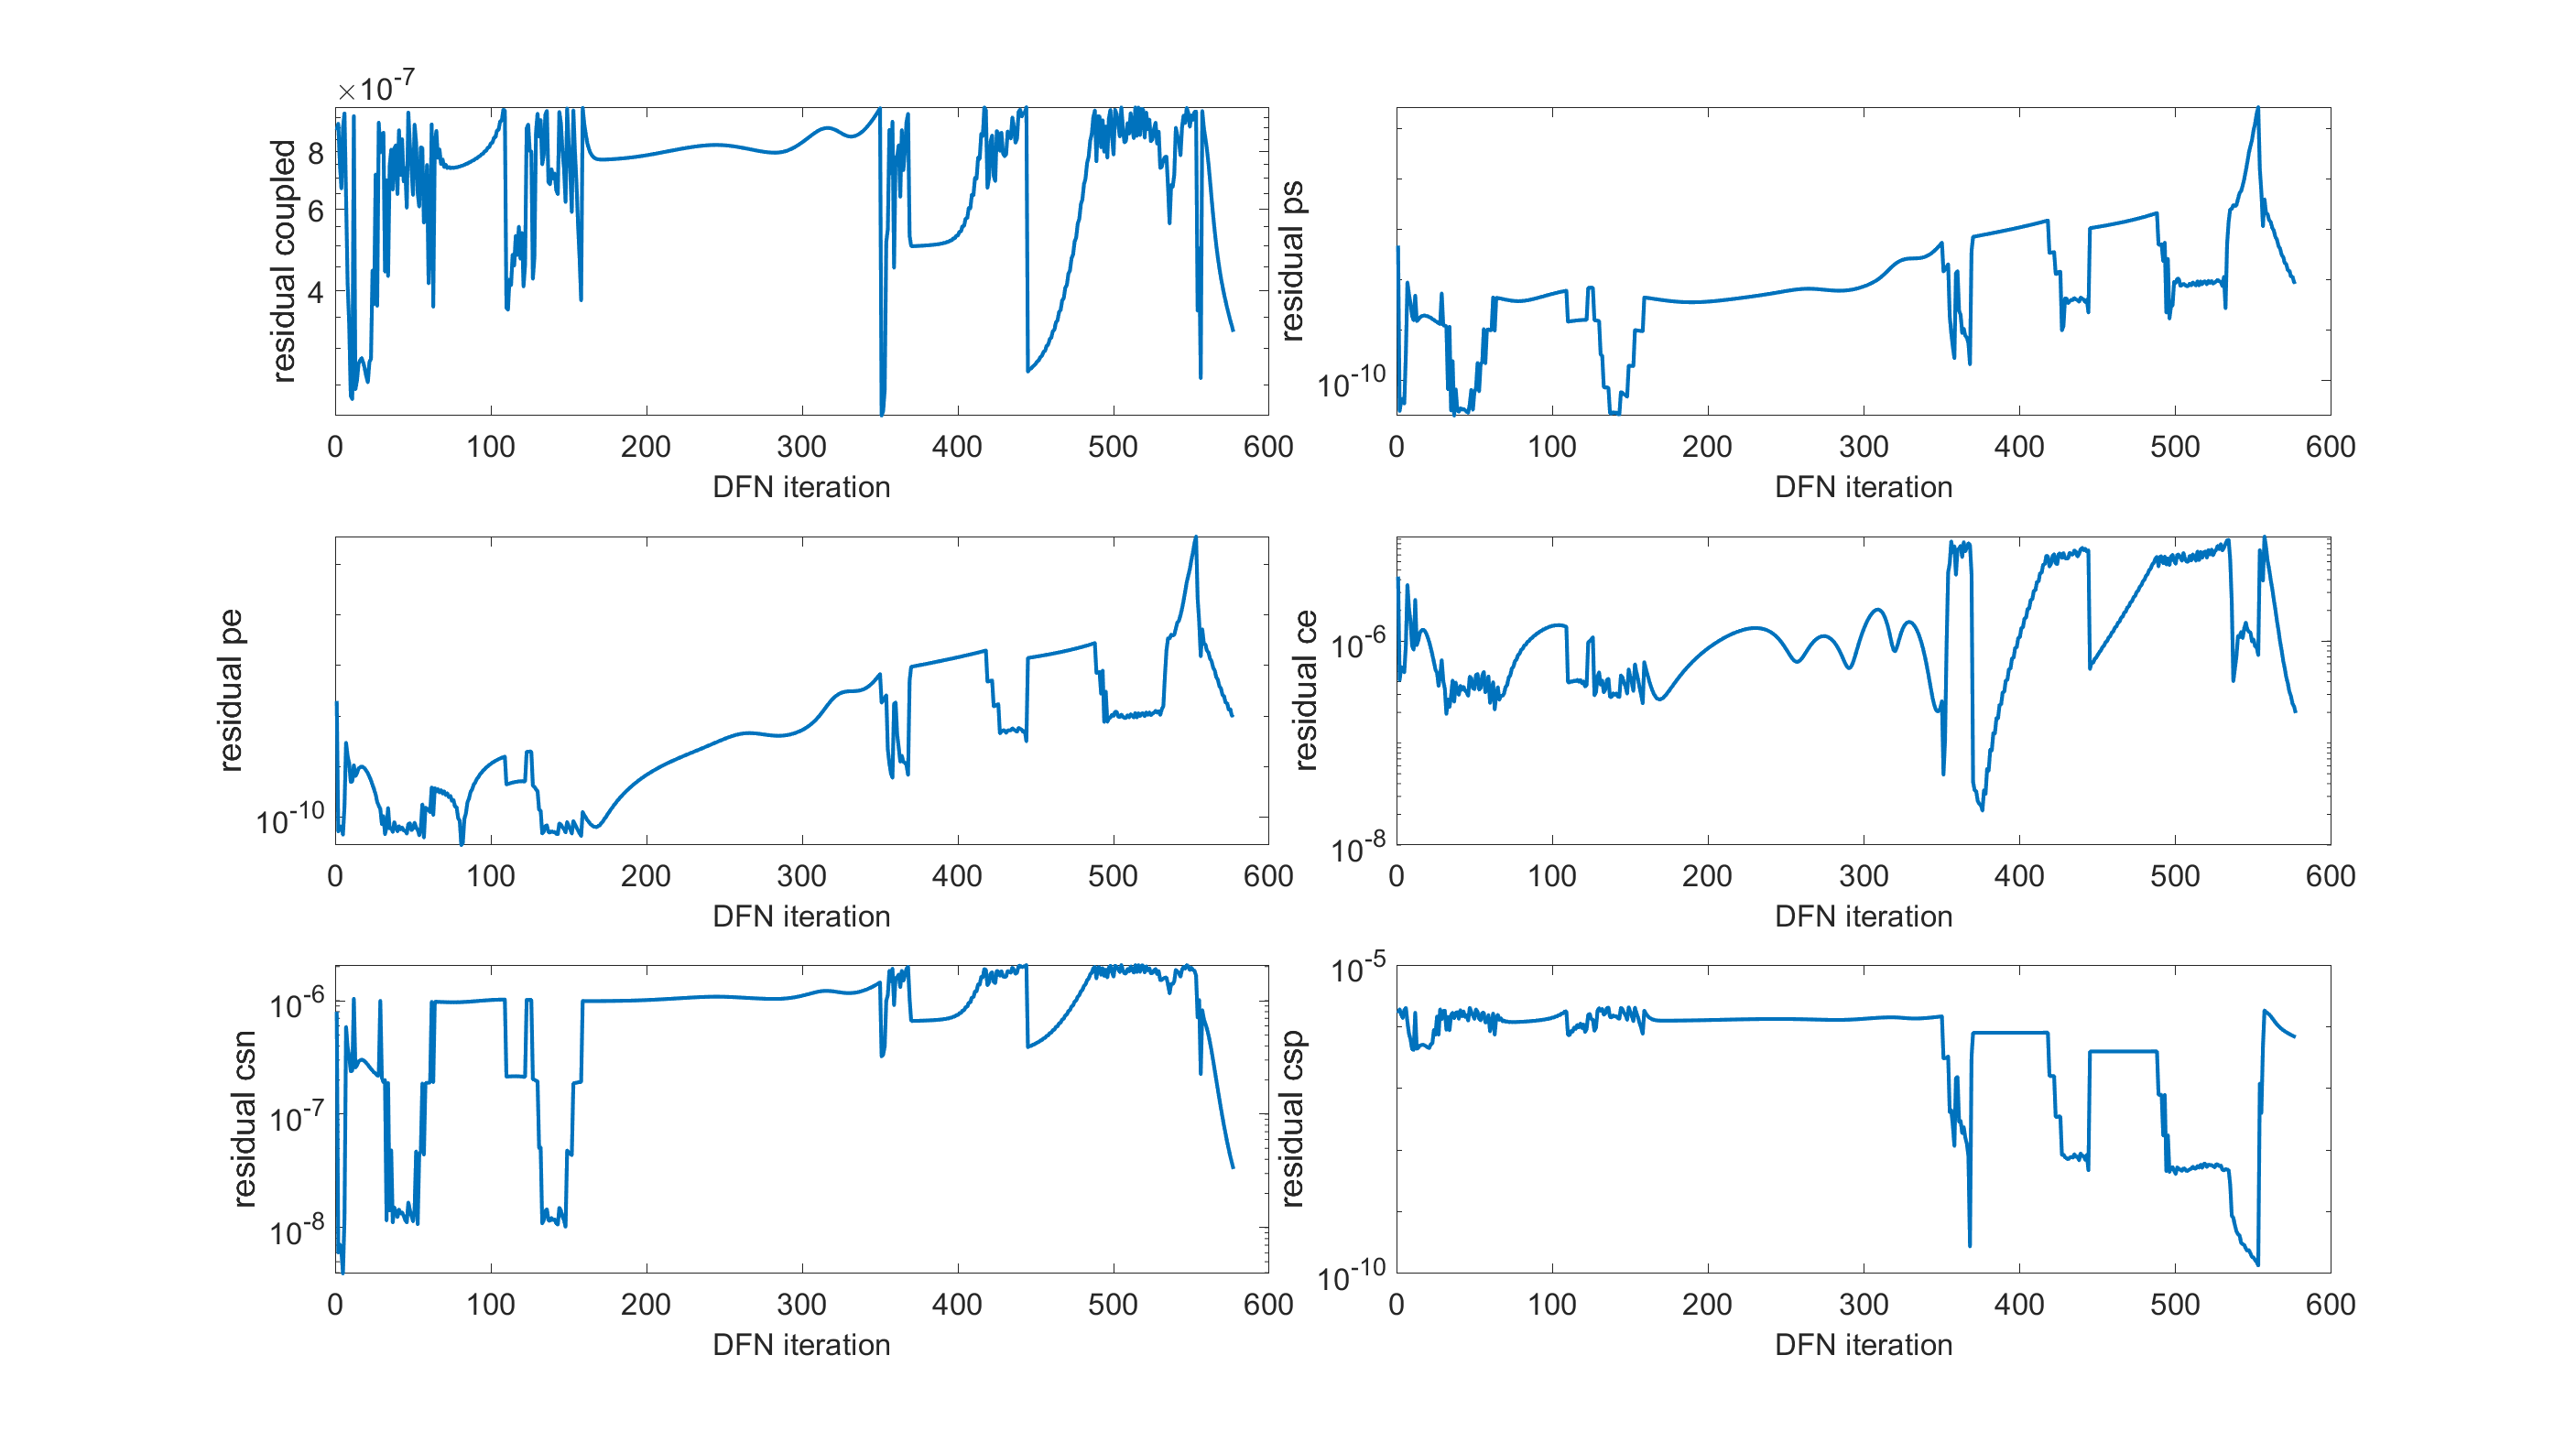 ×10-7
8
6
4
residual coupled
0 100 200 300 400 500 600
DFN iteration
10-10
residual ps
0 100 200 300 400 500 600
DFN iteration
10-10
residual pe
0 100 200 300 400 500 600
DFN iteration
10-6
10-8
residual ce
0 100 200 300 400 500 600
DFN iteration
10-6
10-7
10-8
residual csn
0 100 200 300 400 500 600
DFN iteration
10-5
10-10
residual csp
0 100 200 300 400 500 600
DFN iteration